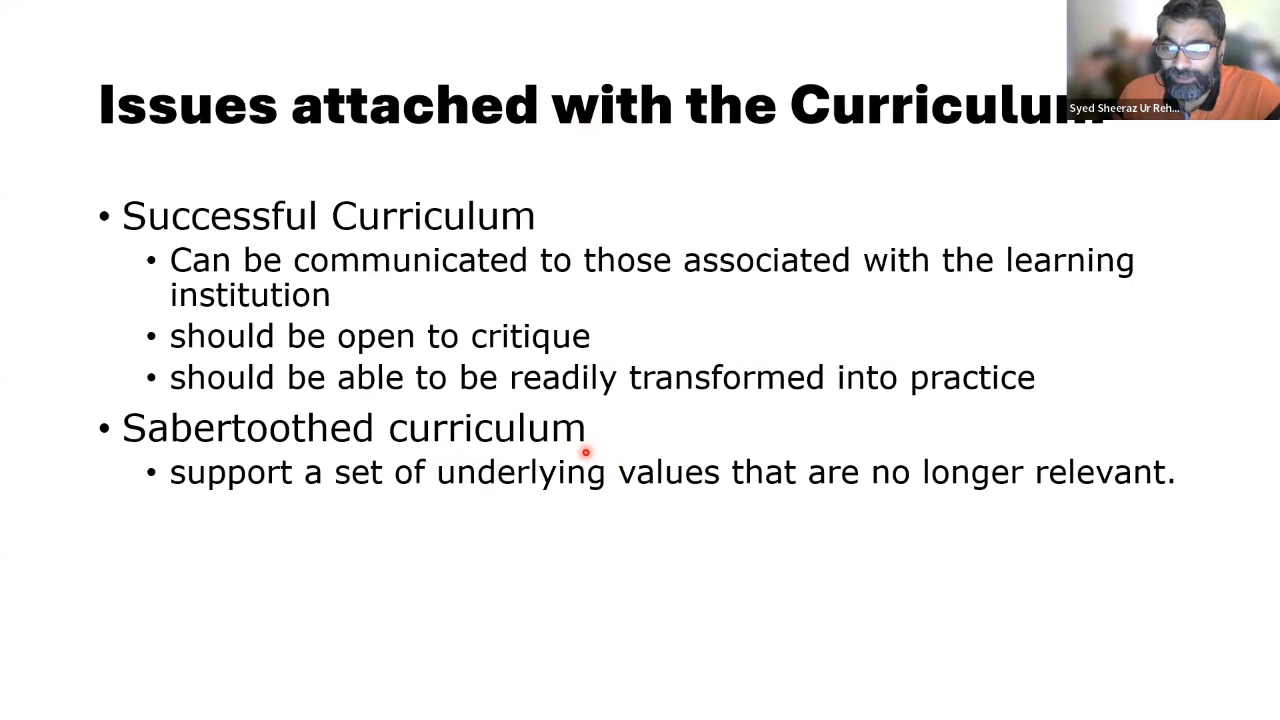 Issues attached with the Curriculum
Syed Sheeraz Ur Reh...
• Successful Curriculum
• Can be communicated to those associated with the learning
institution
• should be open to critique
• should be able to be readily transformed into practice
• Sabertoothed curriculum
• support a set of underlying values that are no longer relevant.